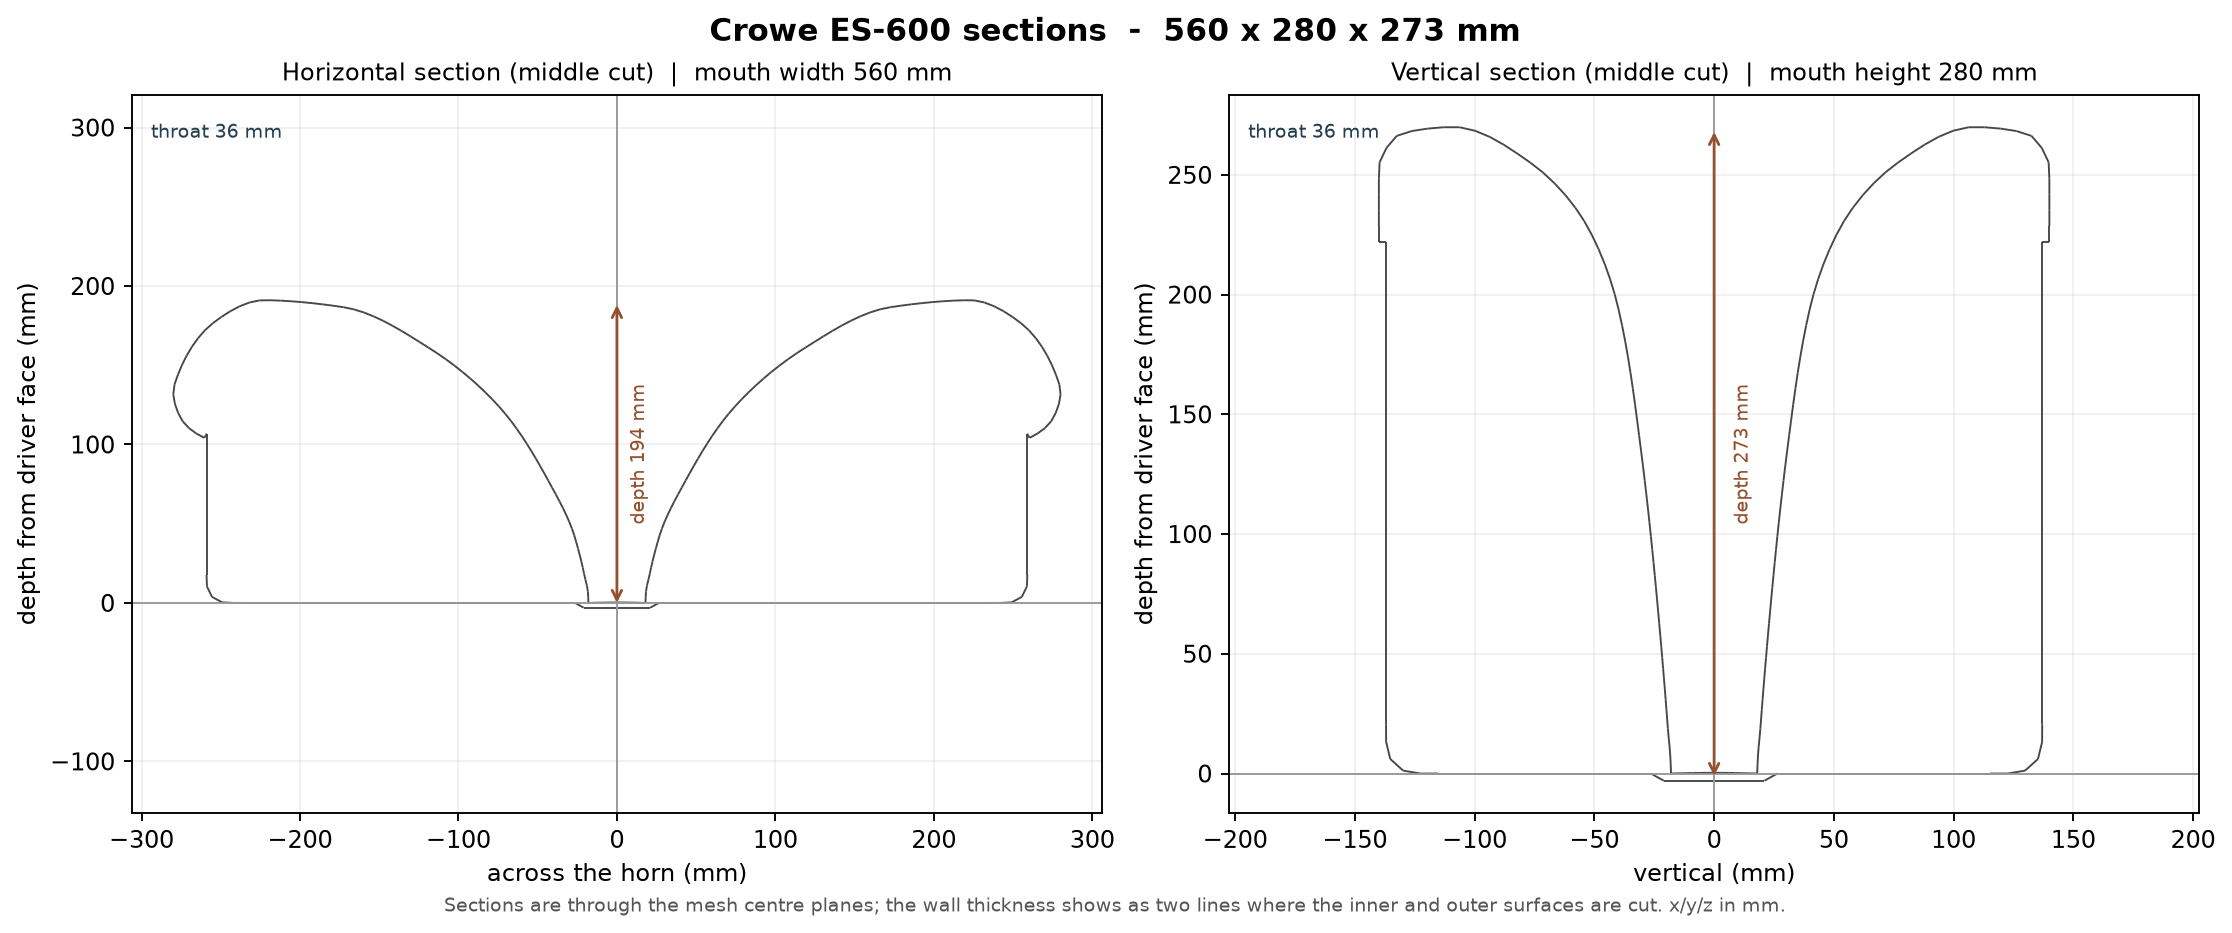 Crowe ES-600 sections - 560 x 280 x 273 mm
Horizontal section (middle cut) | mouth width 560 mm
throat 36 mm
depth 194 mm
depth from driver face (mm)
300
200
100
0
−100
−300
−200
−100
0
100
200
300
across the horn (mm)
Vertical section (middle cut) | mouth height 280 mm
throat 36 mm
depth 273 mm
depth from driver face (mm)
250
200
150
100
50
0
−200
−150
−100
−50
0
50
100
150
200
vertical (mm)
Sections are through the mesh centre planes; the wall thickness shows as two lines where the inner and outer surfaces are cut. x/y/z in mm.